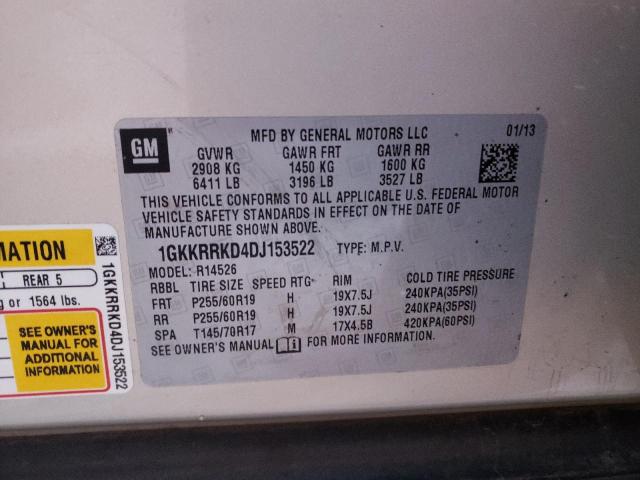 GM
MFD BY GENERAL MOTORS LLC 01/13
GVWR GAWR FRT GAWR RR
2908 KG 1450 KG 1600 KG
6411 LB 3196 LB 3527 LB
THIS VEHICLE CONFORMS TO ALL APPLICABLE U.S. FEDERAL MOTOR
VEHICLE SAFETY STANDARDS IN EFFECT ON THE DATE OF
MANUFACTURE SHOWN ABOVE.
1GKKRRKD4DJ153522 TYPE: M.P.V.
MODEL: R14526
RBBL TIRE SIZE SPEED RTG RIM COLD TIRE PRESSURE
FRT P255/60R19 H 19X7.5J 240KPA(35PSI)
RR P255/60R19 H 19X7.5J 240KPA(35PSI)
SPA T145/70R17 M 17X4.5B 420KPA(60PSI)
SEE OWNER'S MANUAL FOR MORE INFORMATION.
MATION
REAR 5
g or 1564 lbs.
SEE OWNER'S
MANUAL FOR
ADDITIONAL
INFORMATION
1GKKRRKD4DJ153522